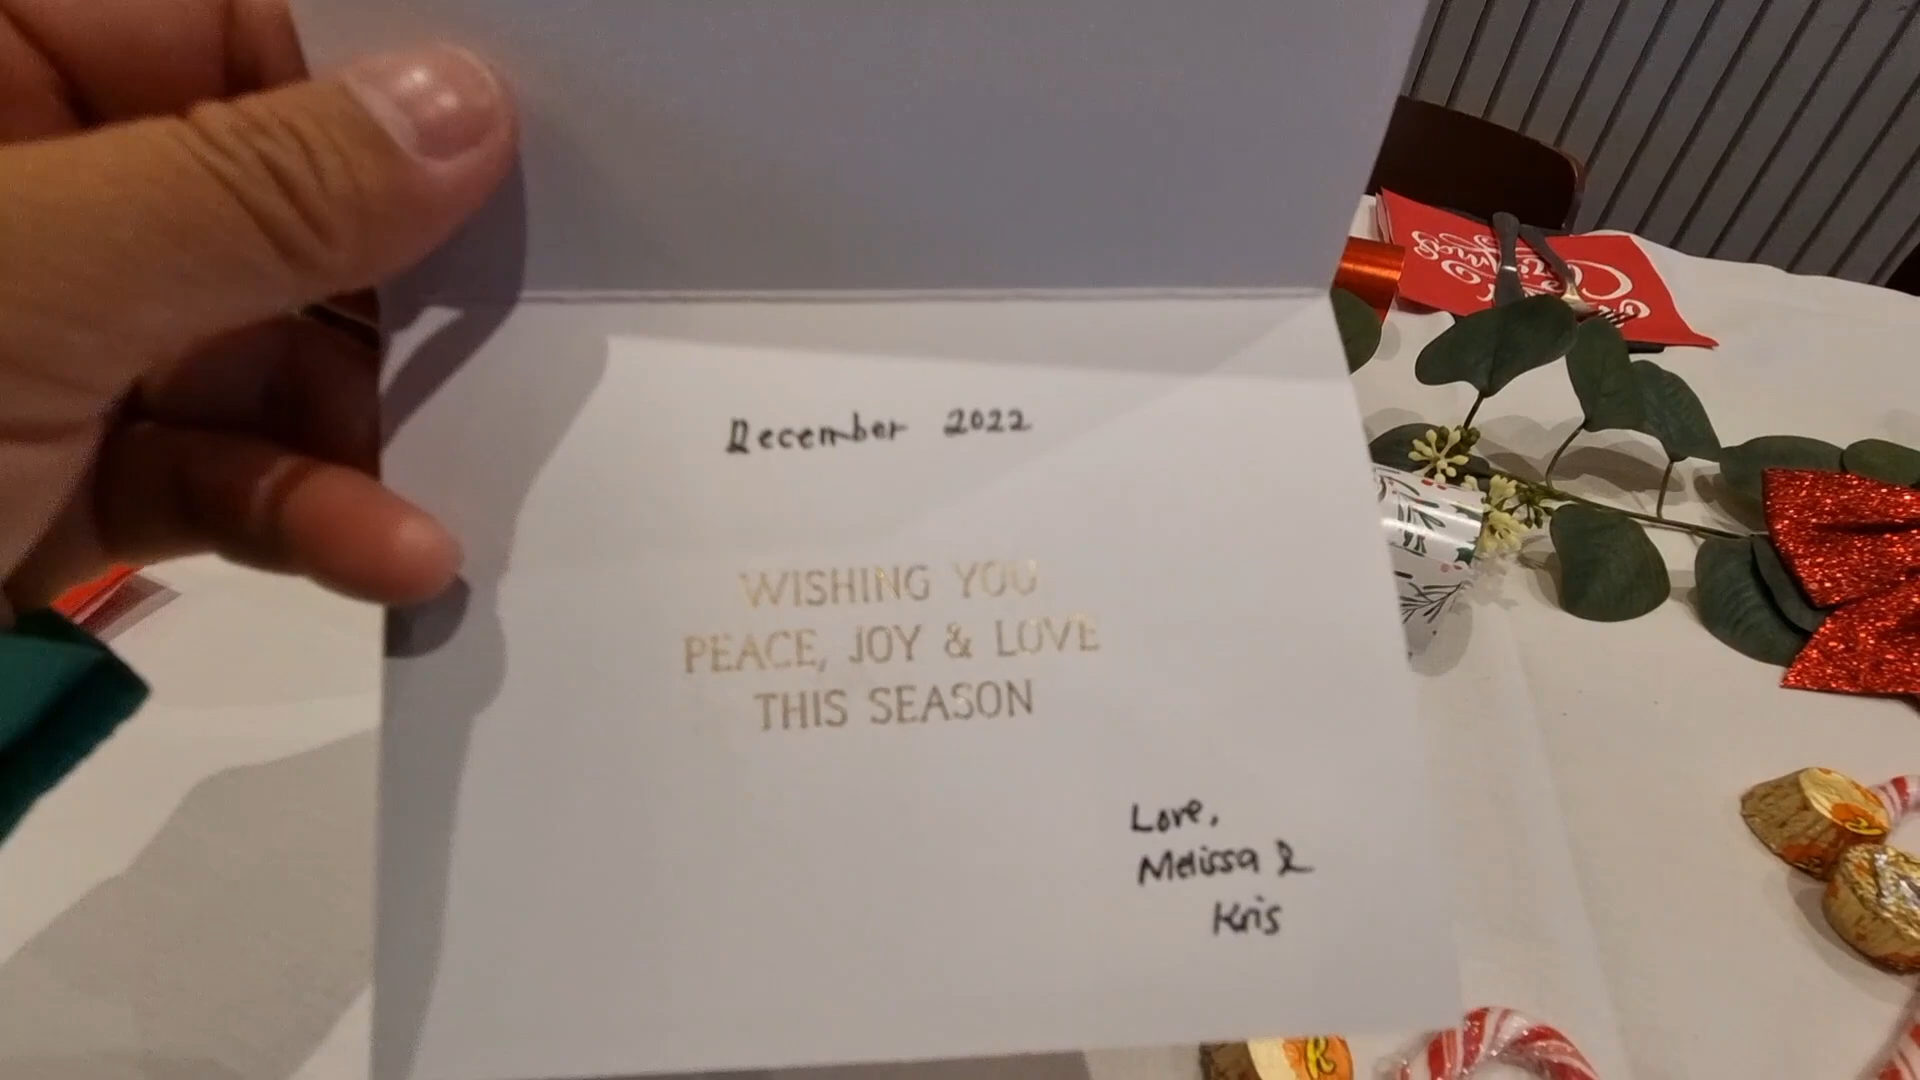 December 2022
WISHING YOU
PEACE, JOY & LOVE
THIS SEASON
Love,
Melissa &
Kris